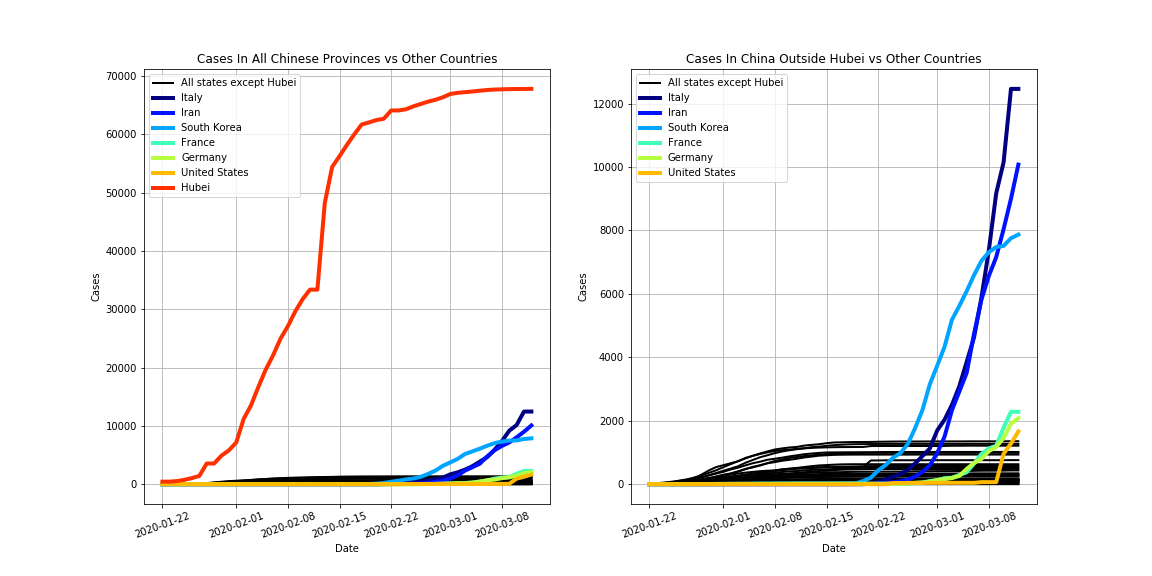 Cases In All Chinese Provinces vs Other Countries
70000
60000
50000
40000
30000
20000
10000
0
Cases
All states except Hubei
Italy
Iran
South Korea
France
Germany
United States
Hubei
2020-01-22
2020-02-01
2020-02-08
2020-02-15
2020-02-22
2020-03-01
2020-03-08
Date
Cases In China Outside Hubei vs Other Countries
12000
10000
8000
6000
4000
2000
0
Cases
All states except Hubei
Italy
Iran
South Korea
France
Germany
United States
2020-01-22
2020-02-01
2020-02-08
2020-02-15
2020-02-22
2020-03-01
2020-03-08
Date